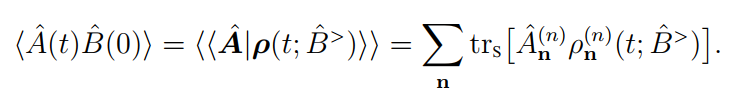 ⟨Â(t)B̂(0)⟩ = ⟨⟨𝐀̂|𝛒(t; B̂^>)⟩⟩ = ∑_𝐧 tr_s[Â_𝐧^(n) ρ_𝐧^(n)(t; B̂^>)].